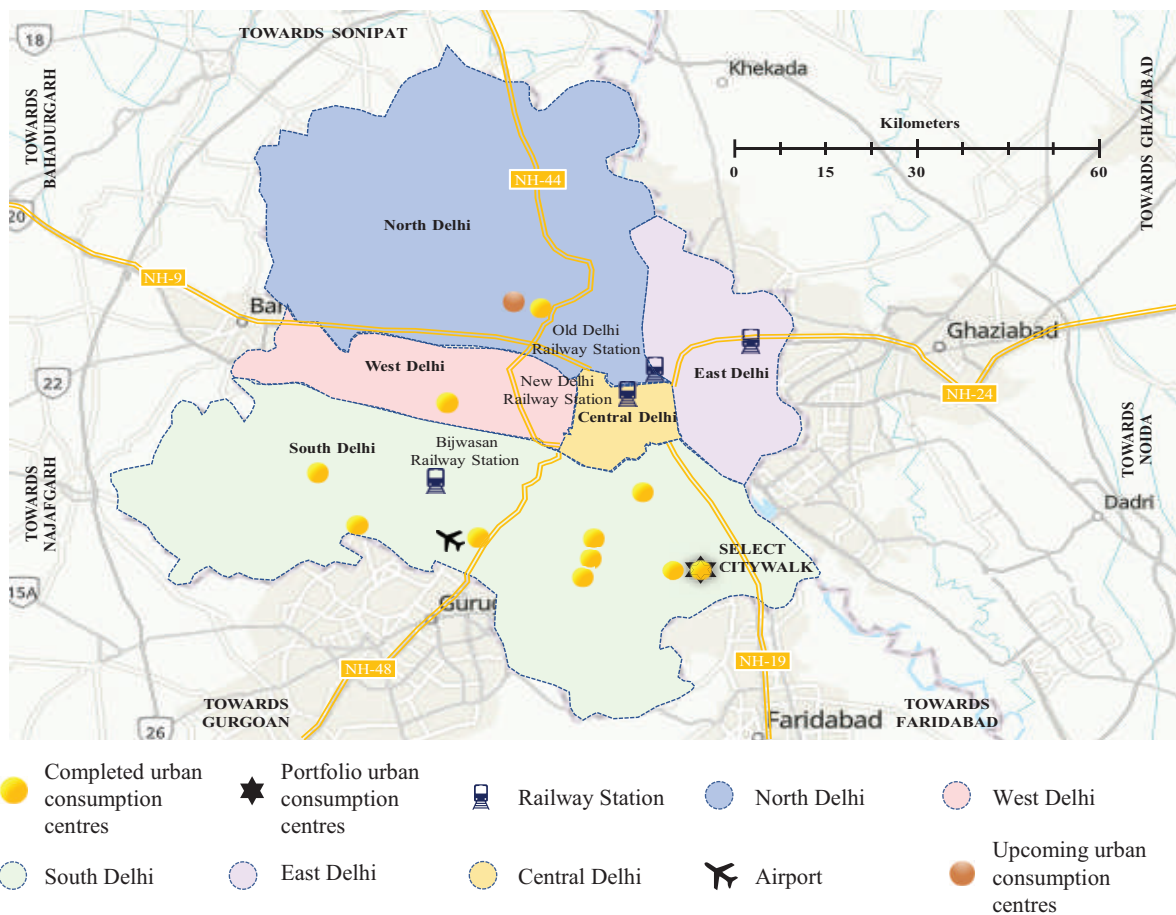 TOWARDS SONIPAT
18
Khekada
TOWARDS
BAHADURGARH
TOWARDS GHAZIABAD
Kilometers
0 15 30 60
NH-44
20
North Delhi
NH-9
Old Delhi
Railway Station
Ghaziabad
West Delhi
New Delhi
Railway Station
East Delhi
22
NH-24
Central Delhi
South Delhi
Bijwasan
Railway Station
TOWARDS
NOIDA
TOWARDS
NAJAFGARH
Dadri
SELECT
CITYWALK
15A
NH-48
NH-19
TOWARDS
GURGOAN
26
Faridabad
TOWARDS
FARIDABAD
Completed urban
consumption
centres
Portfolio urban
consumption
centres
Railway Station
North Delhi
West Delhi
South Delhi
East Delhi
Central Delhi
Airport
Upcoming urban
consumption
centres